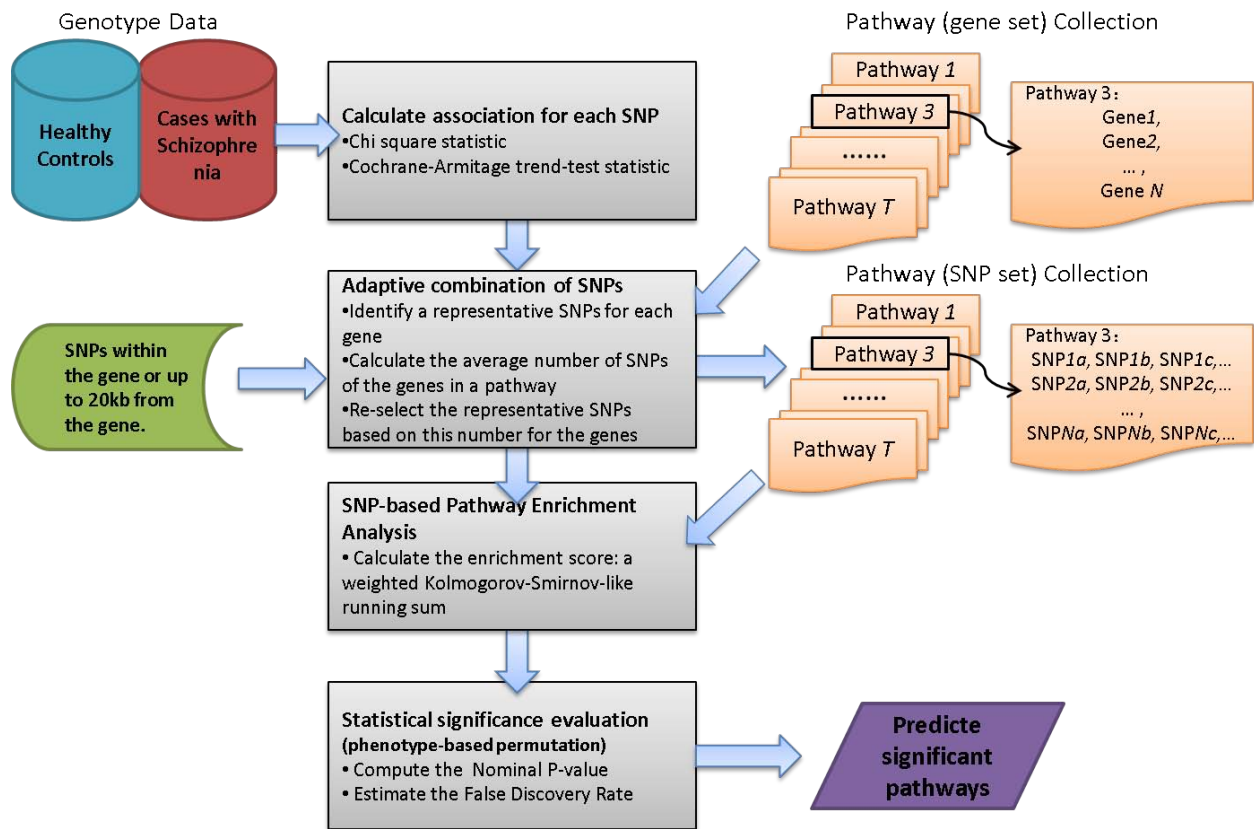 Genotype Data
Healthy
Controls
Cases with
Schizophre
nia
Calculate association for each SNP
•Chi square statistic
•Cochrane-Armitage trend-test statistic
Pathway (gene set) Collection
Pathway 1
Pathway 3
......
Pathway T
Pathway 3:
Gene1,
Gene2,
... ,
Gene N
SNPs within
the gene or up
to 20kb from
the gene.
Adaptive combination of SNPs
•Identify a representative SNPs for each
gene
•Calculate the average number of SNPs
of the genes in a pathway
•Re-select the representative SNPs
based on this number for the genes
Pathway (SNP set) Collection
Pathway 1
Pathway 3
......
Pathway T
Pathway 3:
SNP1a, SNP1b, SNP1c,...
SNP2a, SNP2b, SNP2c,...
... ,
SNPNa, SNPNb, SNPNc,...
SNP-based Pathway Enrichment
Analysis
• Calculate the enrichment score: a
weighted Kolmogorov-Smirnov-like
running sum
Statistical significance evaluation
(phenotype-based permutation)
• Compute the Nominal P-value
• Estimate the False Discovery Rate
Predicte
significant
pathways